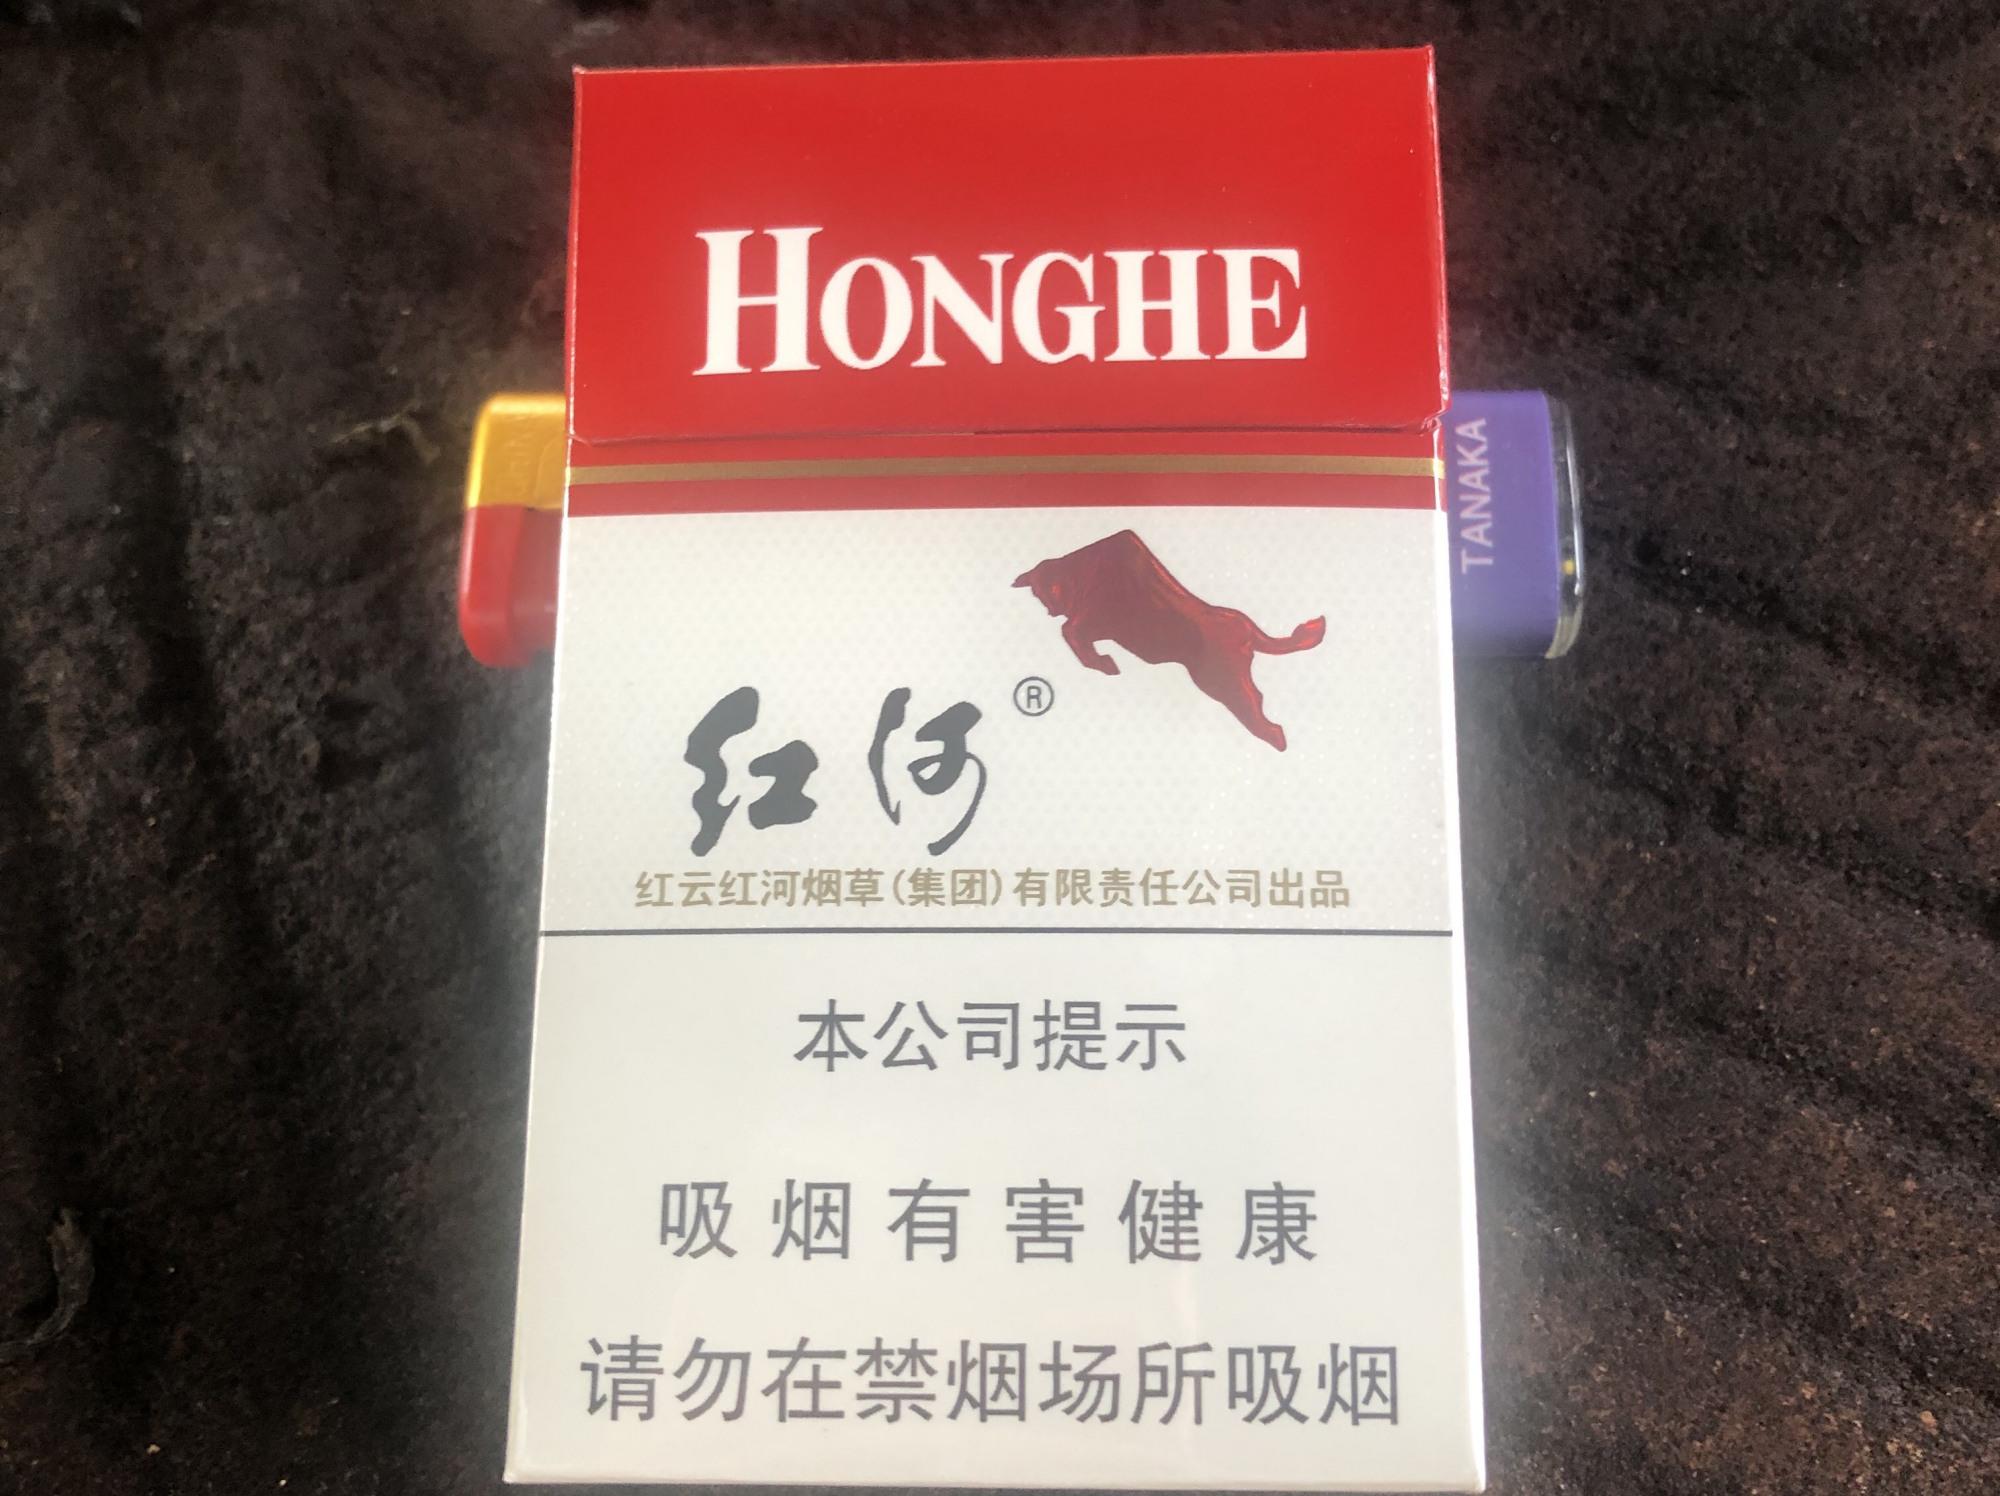 HONGHE
TANAKA
红河®
红云红河烟草(集团)有限责任公司出品
本公司提示
吸烟有害健康
请勿在禁烟场所吸烟